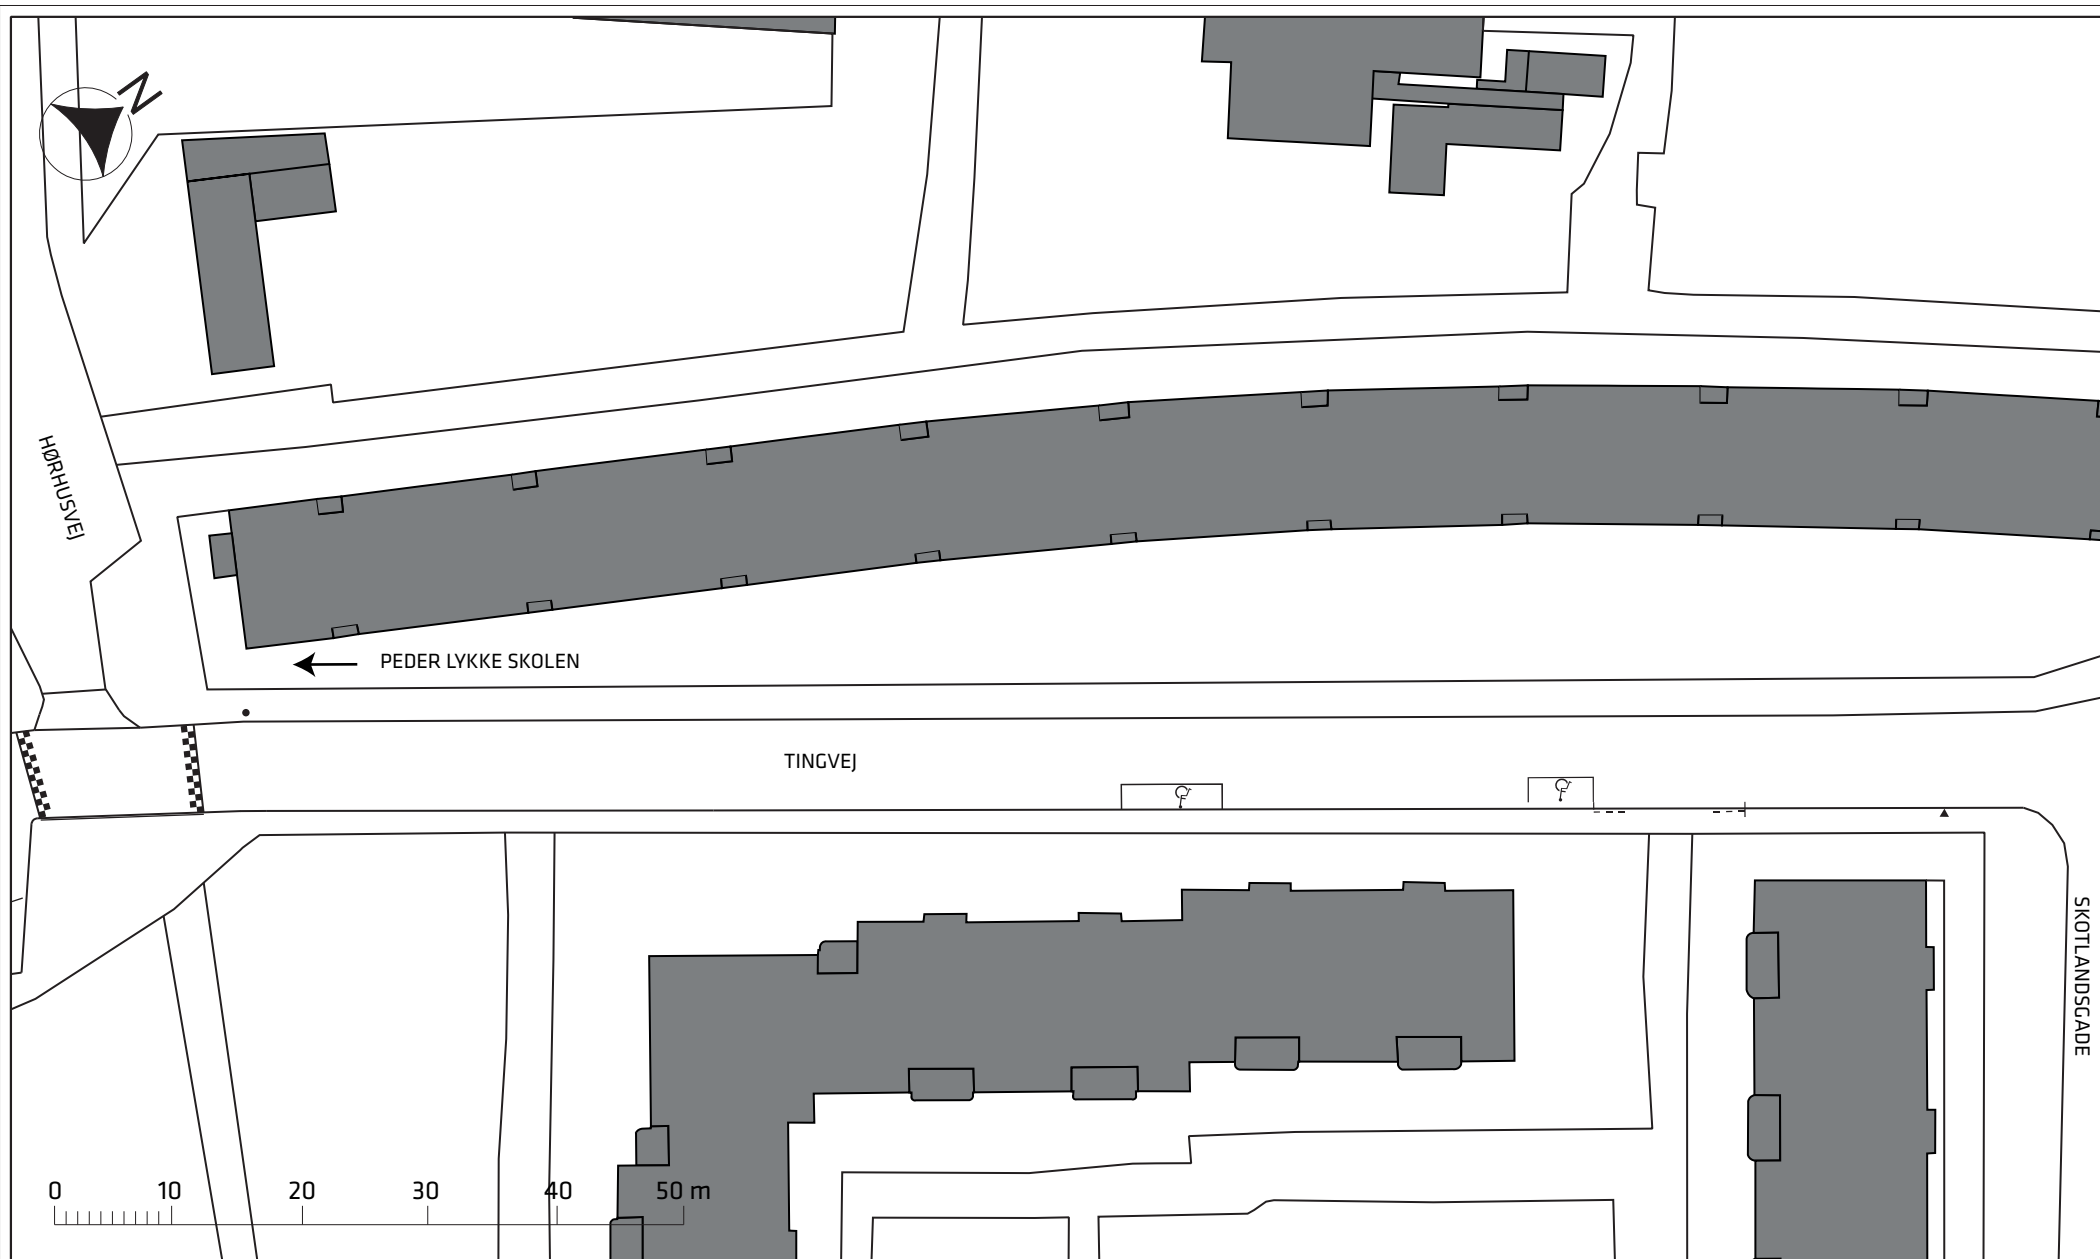 N
HØRHUSVEJ
PEDER LYKKE SKOLEN
TINGVEJ
SKOTLANDSGADE
0 10 20 30 40 50 m